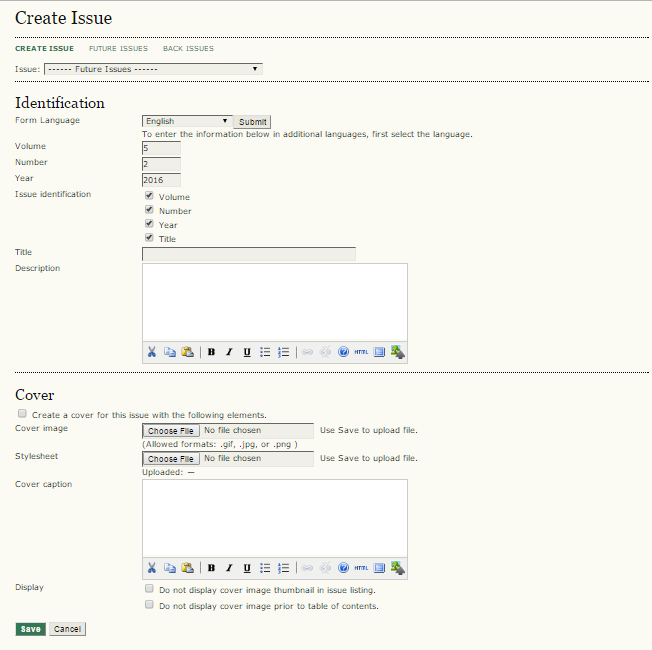 Create Issue
CREATE ISSUE FUTURE ISSUES BACK ISSUES
Issue: ------ Future Issues ------
Identification
Form Language English Submit
To enter the information below in additional languages, first select the language.
Volume 5
Number 2
Year 2016
Issue identification Volume
Number
Year
Title
Title
Description
B I U HTML
Cover
Create a cover for this issue with the following elements.
Cover image Choose File No file chosen Use Save to upload file.
(Allowed formats: .gif, .jpg, or .png )
Stylesheet Choose File No file chosen Use Save to upload file.
Uploaded: —
Cover caption
B I U HTML
Display Do not display cover image thumbnail in issue listing.
Do not display cover image prior to table of contents.
Save Cancel